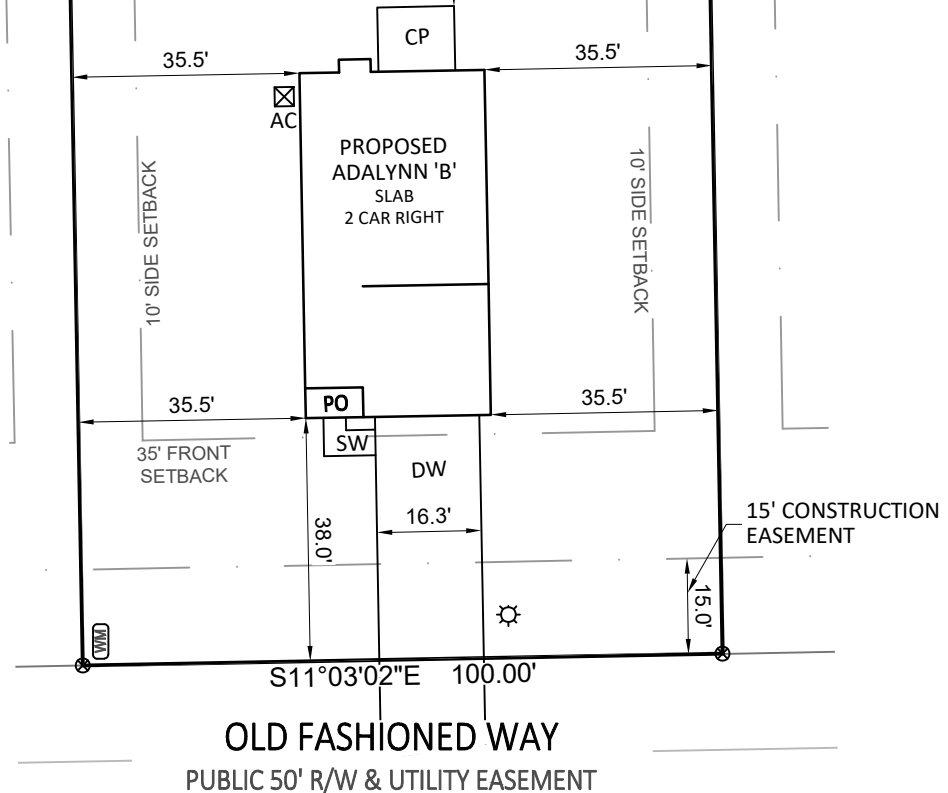 CP
35.5'
35.5'
AC
PROPOSED
ADALYNN 'B'
SLAB
2 CAR RIGHT
10' SIDE SETBACK
10' SIDE SETBACK
35.5'
PO
35.5'
35' FRONT
SETBACK
SW
DW
38.0'
16.3'
15' CONSTRUCTION
EASEMENT
15.0'
WM
S11°03'02"E 100.00'
OLD FASHIONED WAY
PUBLIC 50' R/W & UTILITY EASEMENT